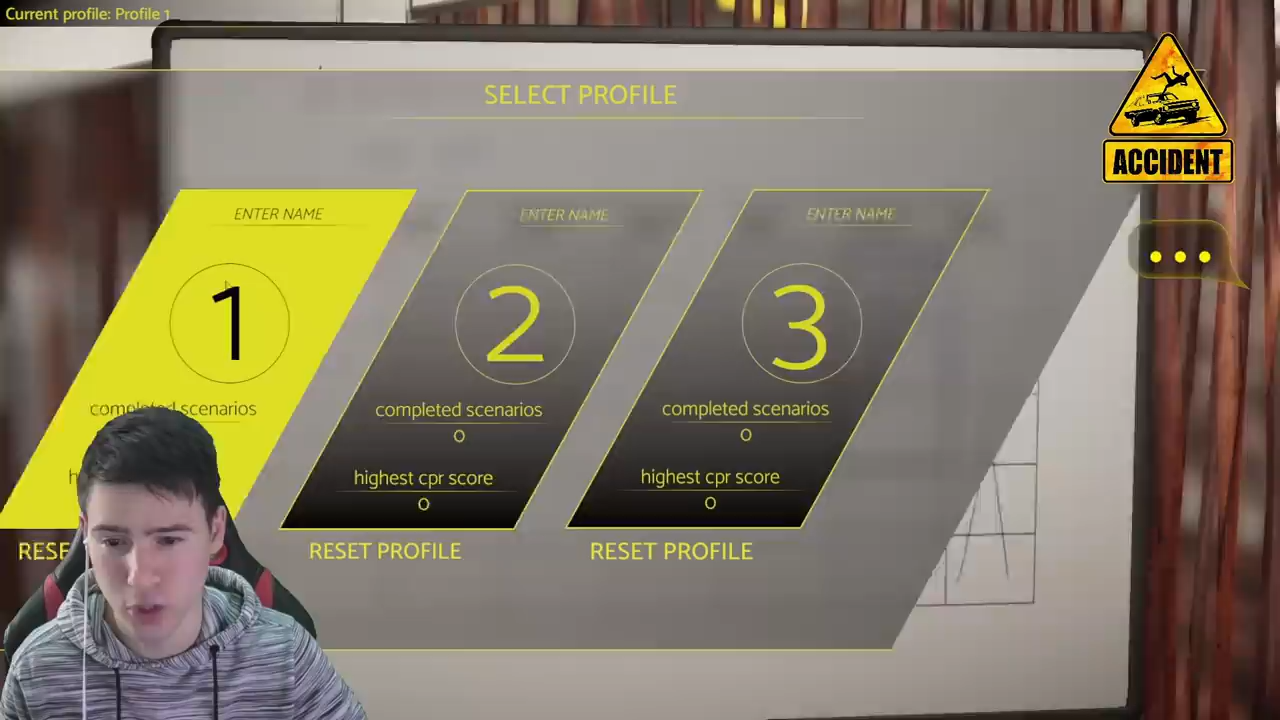 Current profile: Profile 1
SELECT PROFILE
ACCIDENT
ENTER NAME
ENTER NAME
ENTER NAME
1
2
3
completed scenarios
completed scenarios
0
completed scenarios
0
highest cpr score
0
highest cpr score
0
RESET PROFILE
RESET PROFILE